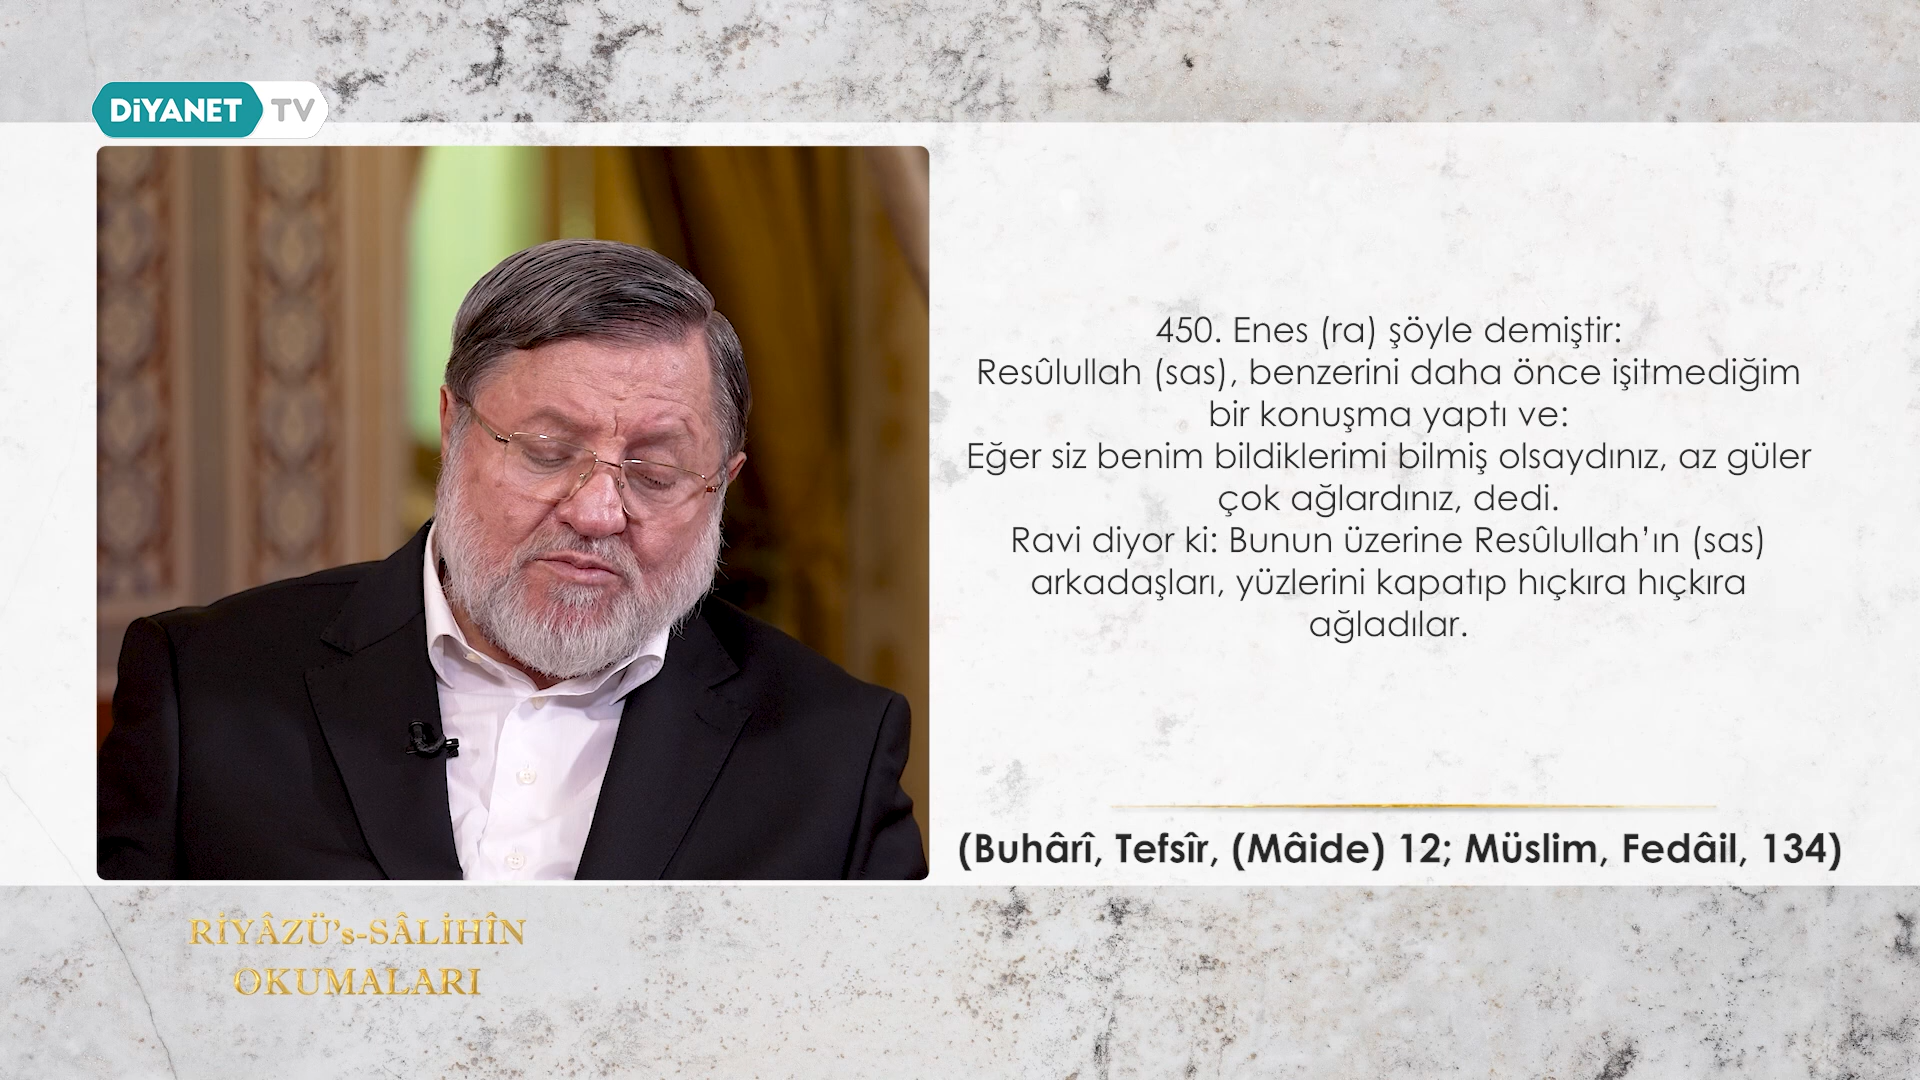 DİYANET TV
450. Enes (ra) şöyle demiştir:
Resûlullah (sas), benzerini daha önce işitmediğim
bir konuşma yaptı ve:
Eğer siz benim bildiklerimi bilmiş olsaydınız, az güler
çok ağlardınız, dedi.
Ravi diyor ki: Bunun üzerine Resûlullah’ın (sas)
arkadaşları, yüzlerini kapatıp hıçkıra hıçkıra
ağladılar.
(Buhârî, Tefsîr, (Mâide) 12; Müslim, Fedâil, 134)
RİYÂZÜ’s-SÂLİHÎN
OKUMALARI